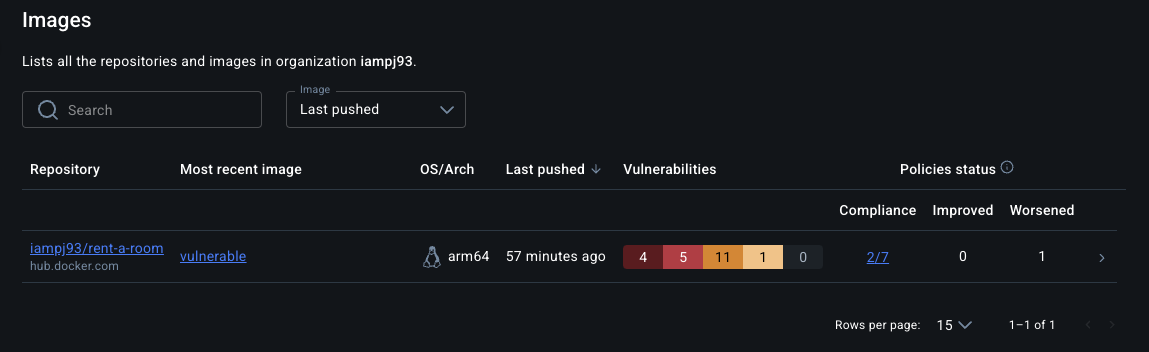 Images
Lists all the repositories and images in organization iampj93.
Image
Search
Last pushed
Repository Most recent image OS/Arch Last pushed Vulnerabilities Policies status
Compliance Improved Worsened
iampj93/rent-a-room vulnerable arm64 57 minutes ago 4 5 11 1 0 2/7 0 1
hub.docker.com
Rows per page: 15 1–1 of 1